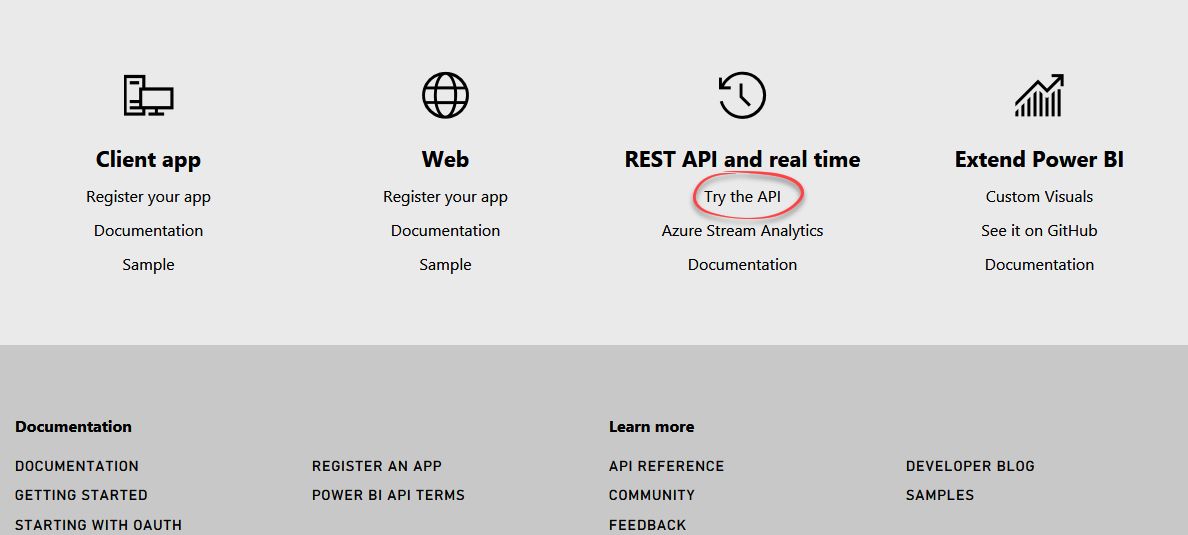 Client app
Register your app
Documentation
Sample
Web
Register your app
Documentation
Sample
REST API and real time
Try the API
Azure Stream Analytics
Documentation
Extend Power BI
Custom Visuals
See it on GitHub
Documentation
Documentation
DOCUMENTATION
GETTING STARTED
STARTING WITH OAUTH
REGISTER AN APP
POWER BI API TERMS
Learn more
API REFERENCE
COMMUNITY
FEEDBACK
DEVELOPER BLOG
SAMPLES